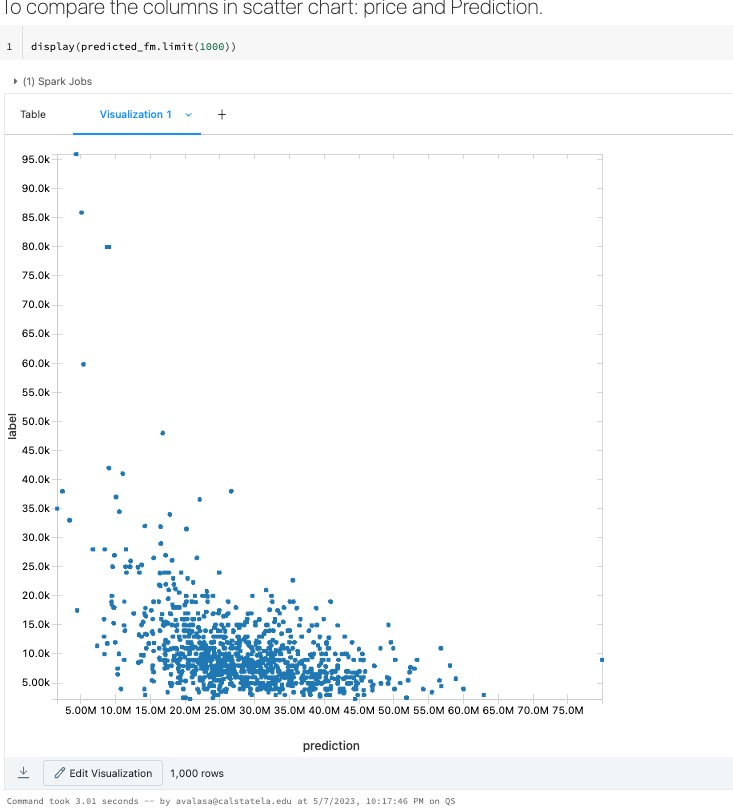 To compare the columns in scatter chart: price and Prediction.
1 display(predicted_fm.limit(1000))
(1) Spark Jobs
Table Visualization 1 +
95.0k
90.0k
85.0k
80.0k
75.0k
70.0k
65.0k
60.0k
55.0k
50.0k
45.0k
40.0k
35.0k
30.0k
25.0k
20.0k
15.0k
10.0k
5.00k
label
5.00M 10.0M 15.0M 20.0M 25.0M 30.0M 35.0M 40.0M 45.0M 50.0M 55.0M 60.0M 65.0M 70.0M 75.0M
prediction
Edit Visualization 1,000 rows
Command took 3.01 seconds -- by avalasa@calstatela.edu at 5/7/2023, 10:17:46 PM on QS